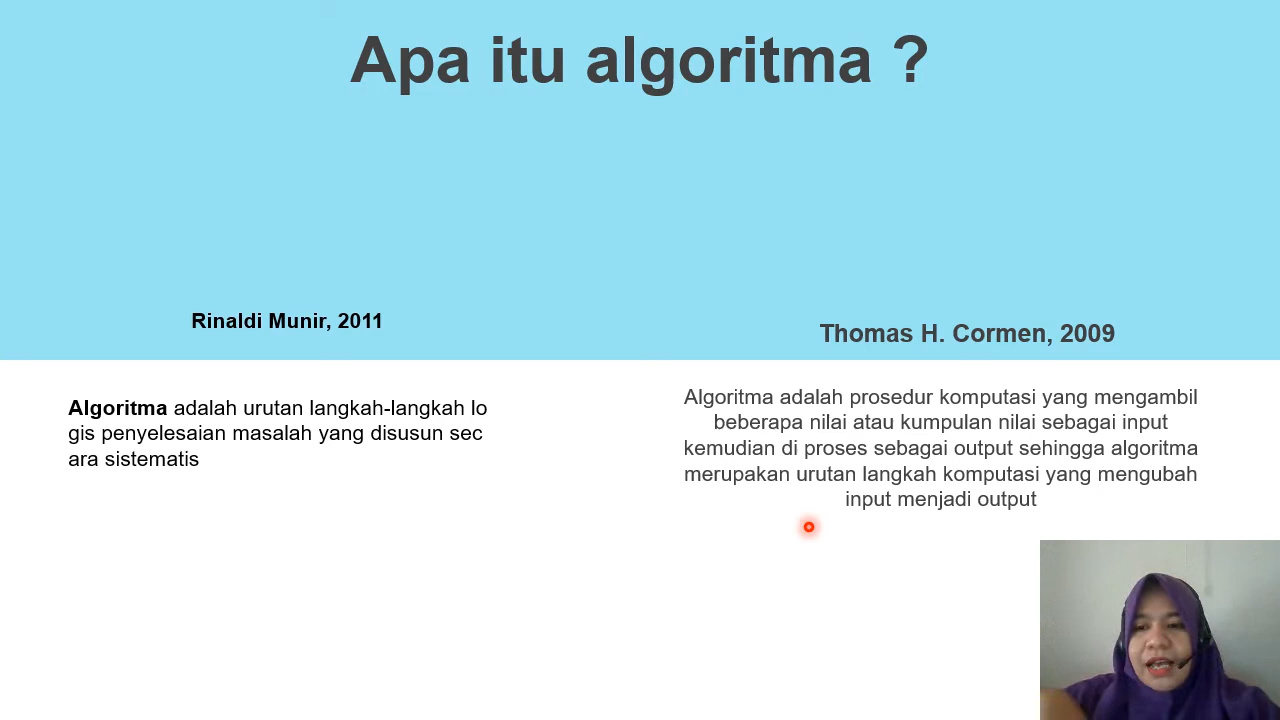 Apa itu algoritma ?
Rinaldi Munir, 2011
Algoritma adalah urutan langkah-langkah lo
gis penyelesaian masalah yang disusun sec
ara sistematis
Thomas H. Cormen, 2009
Algoritma adalah prosedur komputasi yang mengambil
beberapa nilai atau kumpulan nilai sebagai input
kemudian di proses sebagai output sehingga algoritma
merupakan urutan langkah komputasi yang mengubah
input menjadi output